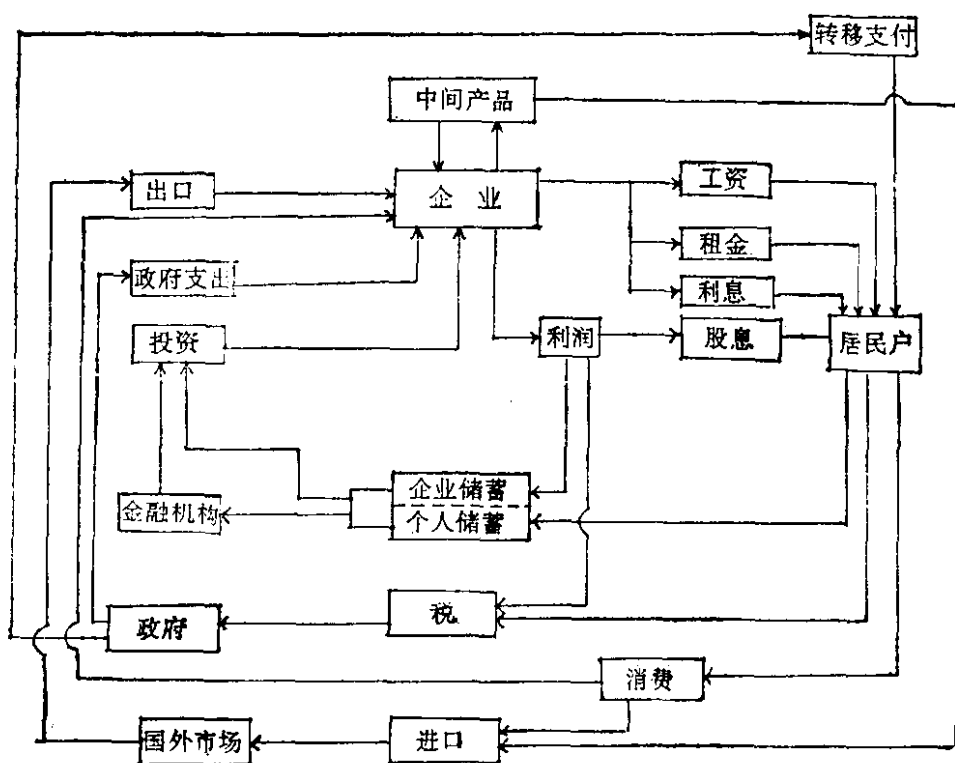 转移支付
中间产品
出口
企业
工资
租金
政府支出
利息
投资
利润
股息
居民户
企业储蓄
金融机构
个人储蓄
政府
税
消费
国外市场
进口